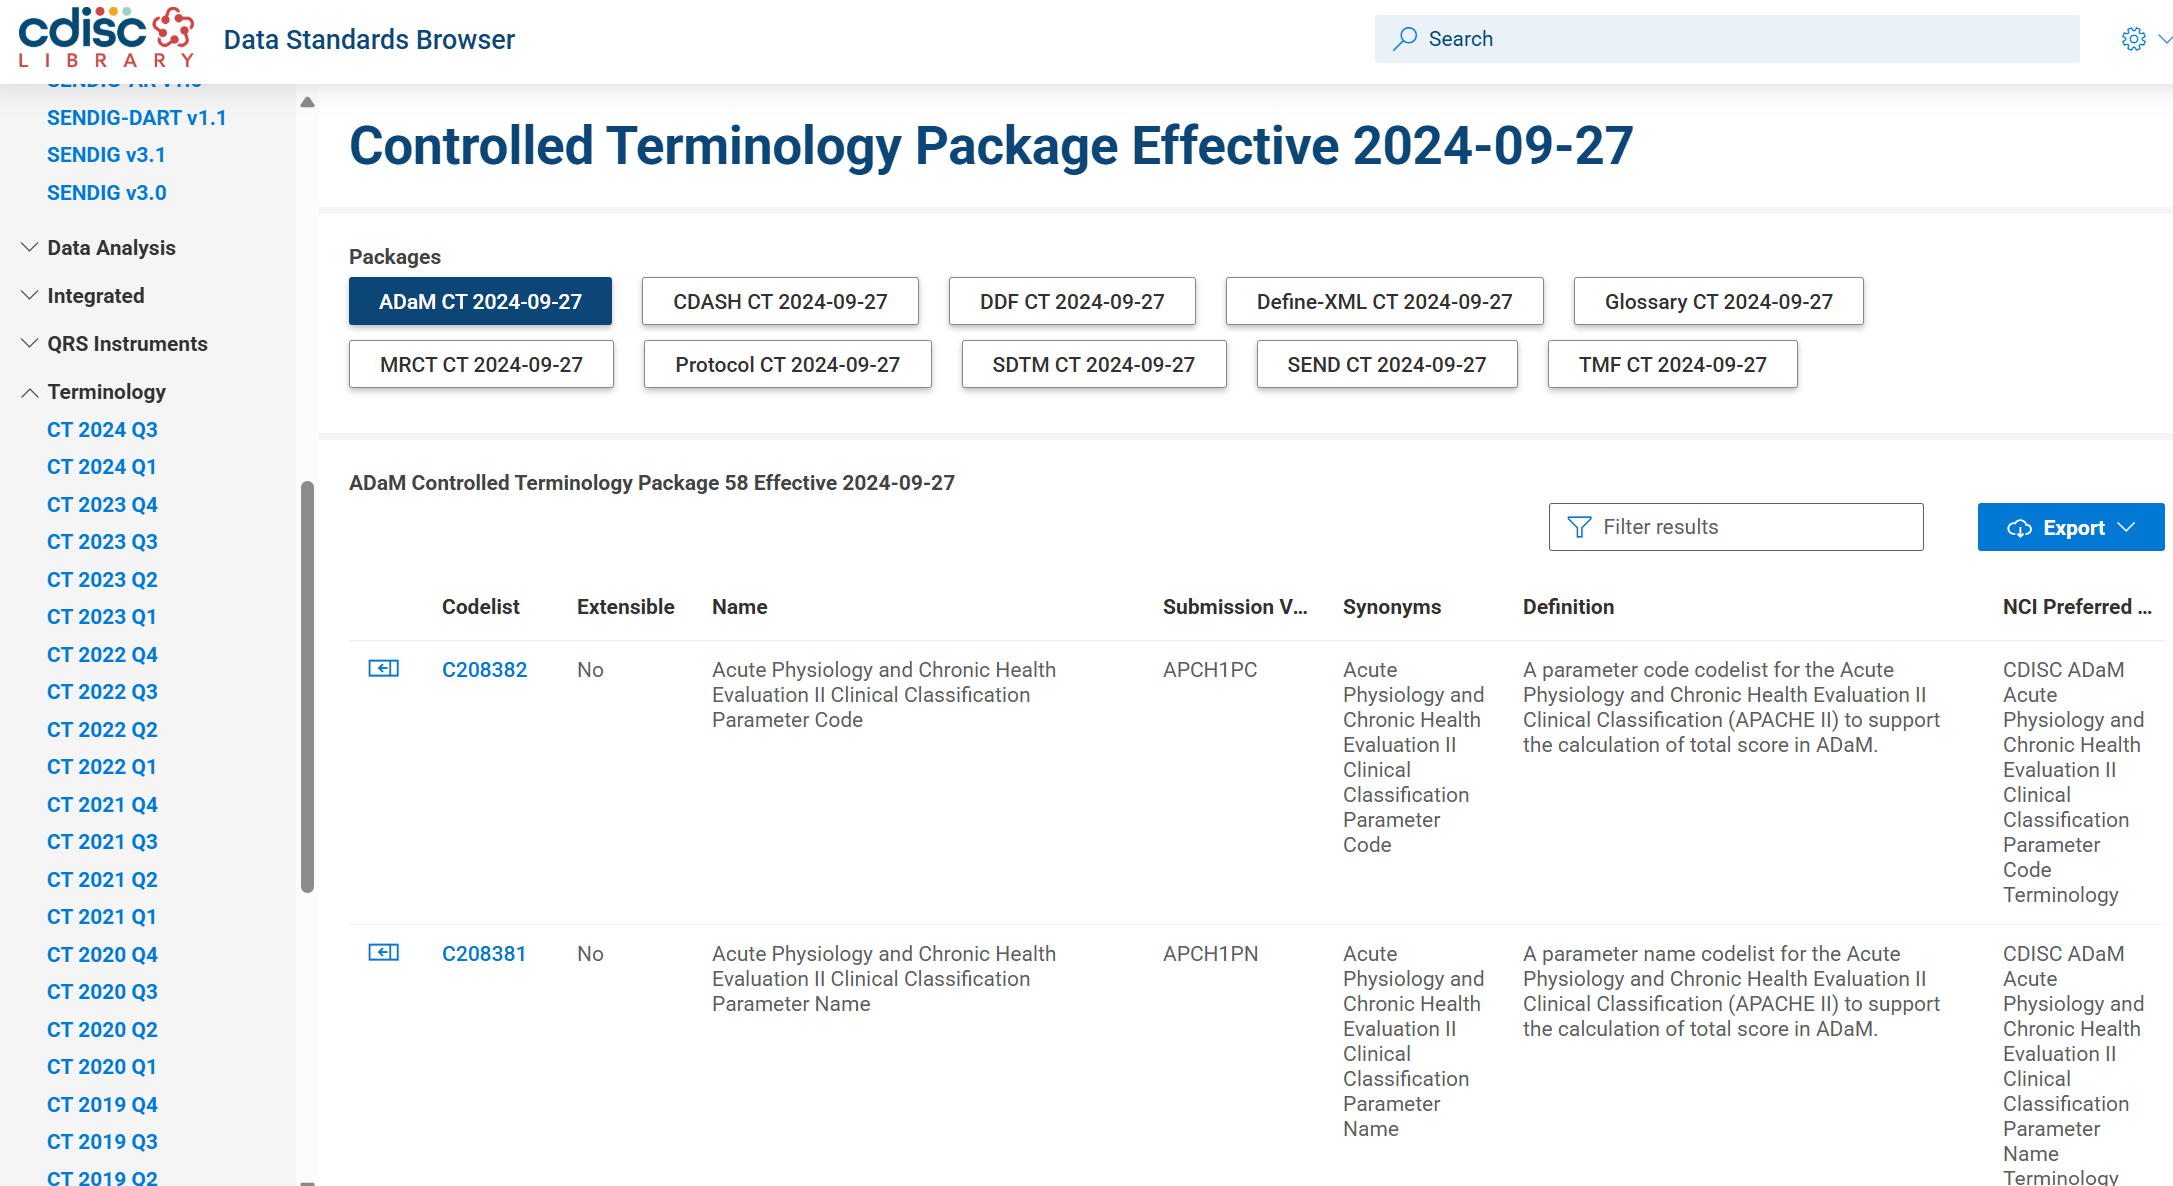 cdisc
LIBRARY
Data Standards Browser
Search
SENDIG-AR v1.0
SENDIG-DART v1.1
SENDIG v3.1
SENDIG v3.0
Data Analysis
Integrated
QRS Instruments
Terminology
CT 2024 Q3
CT 2024 Q1
CT 2023 Q4
CT 2023 Q3
CT 2023 Q2
CT 2023 Q1
CT 2022 Q4
CT 2022 Q3
CT 2022 Q2
CT 2022 Q1
CT 2021 Q4
CT 2021 Q3
CT 2021 Q2
CT 2021 Q1
CT 2020 Q4
CT 2020 Q3
CT 2020 Q2
CT 2020 Q1
CT 2019 Q4
CT 2019 Q3
CT 2019 Q2
Controlled Terminology Package Effective 2024-09-27
Packages
ADaM CT 2024-09-27
CDASH CT 2024-09-27
DDF CT 2024-09-27
Define-XML CT 2024-09-27
Glossary CT 2024-09-27
MRCT CT 2024-09-27
Protocol CT 2024-09-27
SDTM CT 2024-09-27
SEND CT 2024-09-27
TMF CT 2024-09-27
ADaM Controlled Terminology Package 58 Effective 2024-09-27
Filter results
Export
Codelist
Extensible
Name
Submission V...
Synonyms
Definition
NCI Preferred ...
C208382
No
Acute Physiology and Chronic Health
Evaluation II Clinical Classification
Parameter Code
APCH1PC
Acute
Physiology and
Chronic Health
Evaluation II
Clinical
Classification
Parameter
Code
A parameter code codelist for the Acute
Physiology and Chronic Health Evaluation II
Clinical Classification (APACHE II) to support
the calculation of total score in ADaM.
CDISC ADaM
Acute
Physiology and
Chronic Health
Evaluation II
Clinical
Classification
Parameter
Code
Terminology
C208381
No
Acute Physiology and Chronic Health
Evaluation II Clinical Classification
Parameter Name
APCH1PN
Acute
Physiology and
Chronic Health
Evaluation II
Clinical
Classification
Parameter
Name
A parameter name codelist for the Acute
Physiology and Chronic Health Evaluation II
Clinical Classification (APACHE II) to support
the calculation of total score in ADaM.
CDISC ADaM
Acute
Physiology and
Chronic Health
Evaluation II
Clinical
Classification
Parameter
Name
Terminology